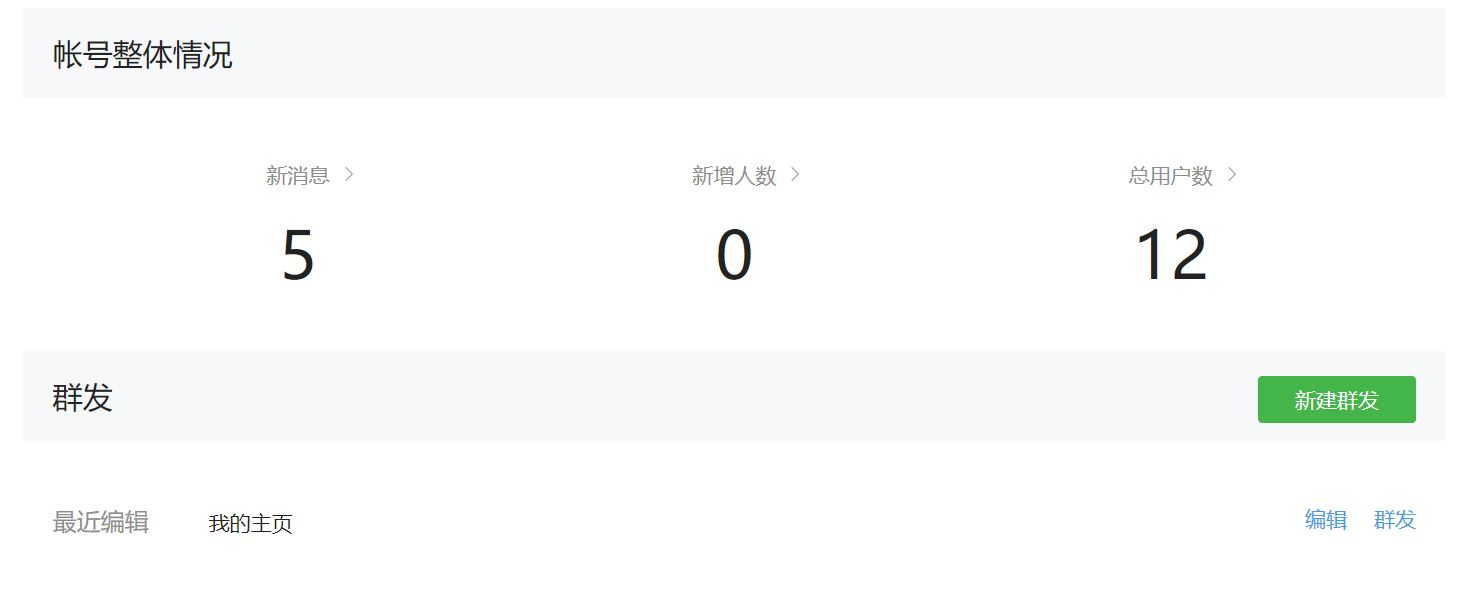 帐号整体情况
新消息 新增人数 总用户数
5 0 12
群发 新建群发
最近编辑 我的主页 编辑 群发